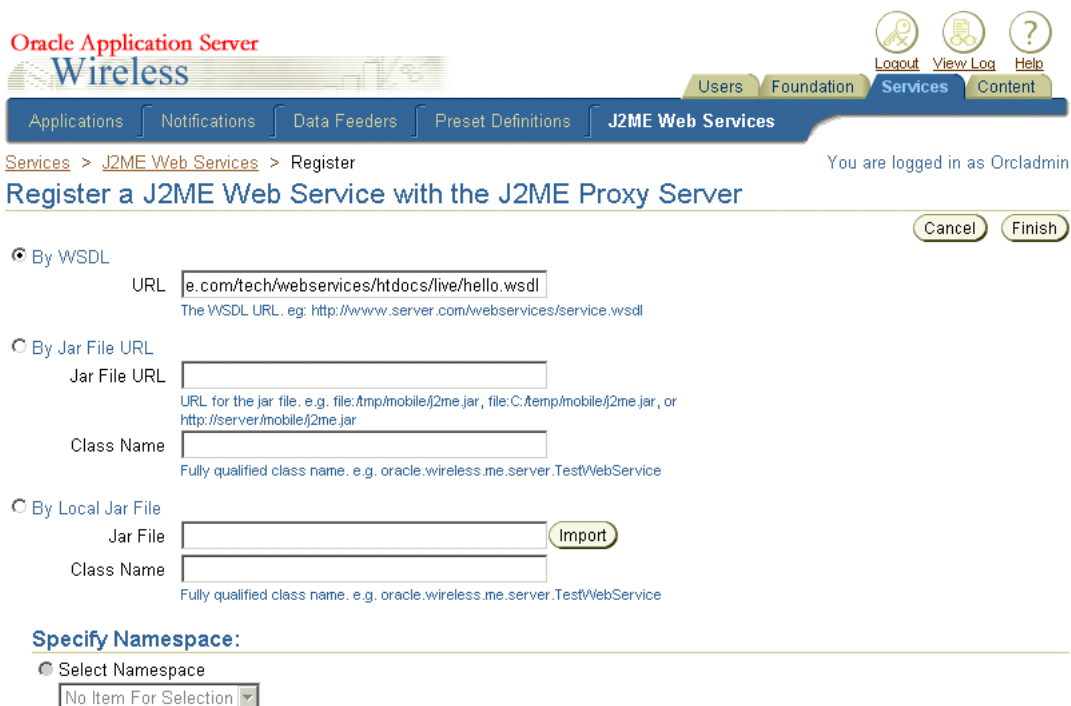 Oracle Application Server
Wireless
Logout View Log Help
Users Foundation Services Content
Applications Notifications Data Feeders Preset Definitions J2ME Web Services
Services > J2ME Web Services > Register
You are logged in as Orcladmin
Register a J2ME Web Service with the J2ME Proxy Server
Cancel Finish
By WSDL
URL e.com/tech/webservices/htdocs/live/hello.wsdl
The WSDL URL. eg: http://www.server.com/webservices/service.wsdl
By Jar File URL
Jar File URL
URL for the jar file. e.g. file:/tmp/mobile/j2me.jar, file:C:/temp/mobile/j2me.jar, or
http://server/mobile/j2me.jar
Class Name
Fully qualified class name. e.g. oracle.wireless.me.server.TestWebService
By Local Jar File
Jar File Import
Class Name
Fully qualified class name. e.g. oracle.wireless.me.server.TestWebService
Specify Namespace:
Select Namespace
No Item For Selection